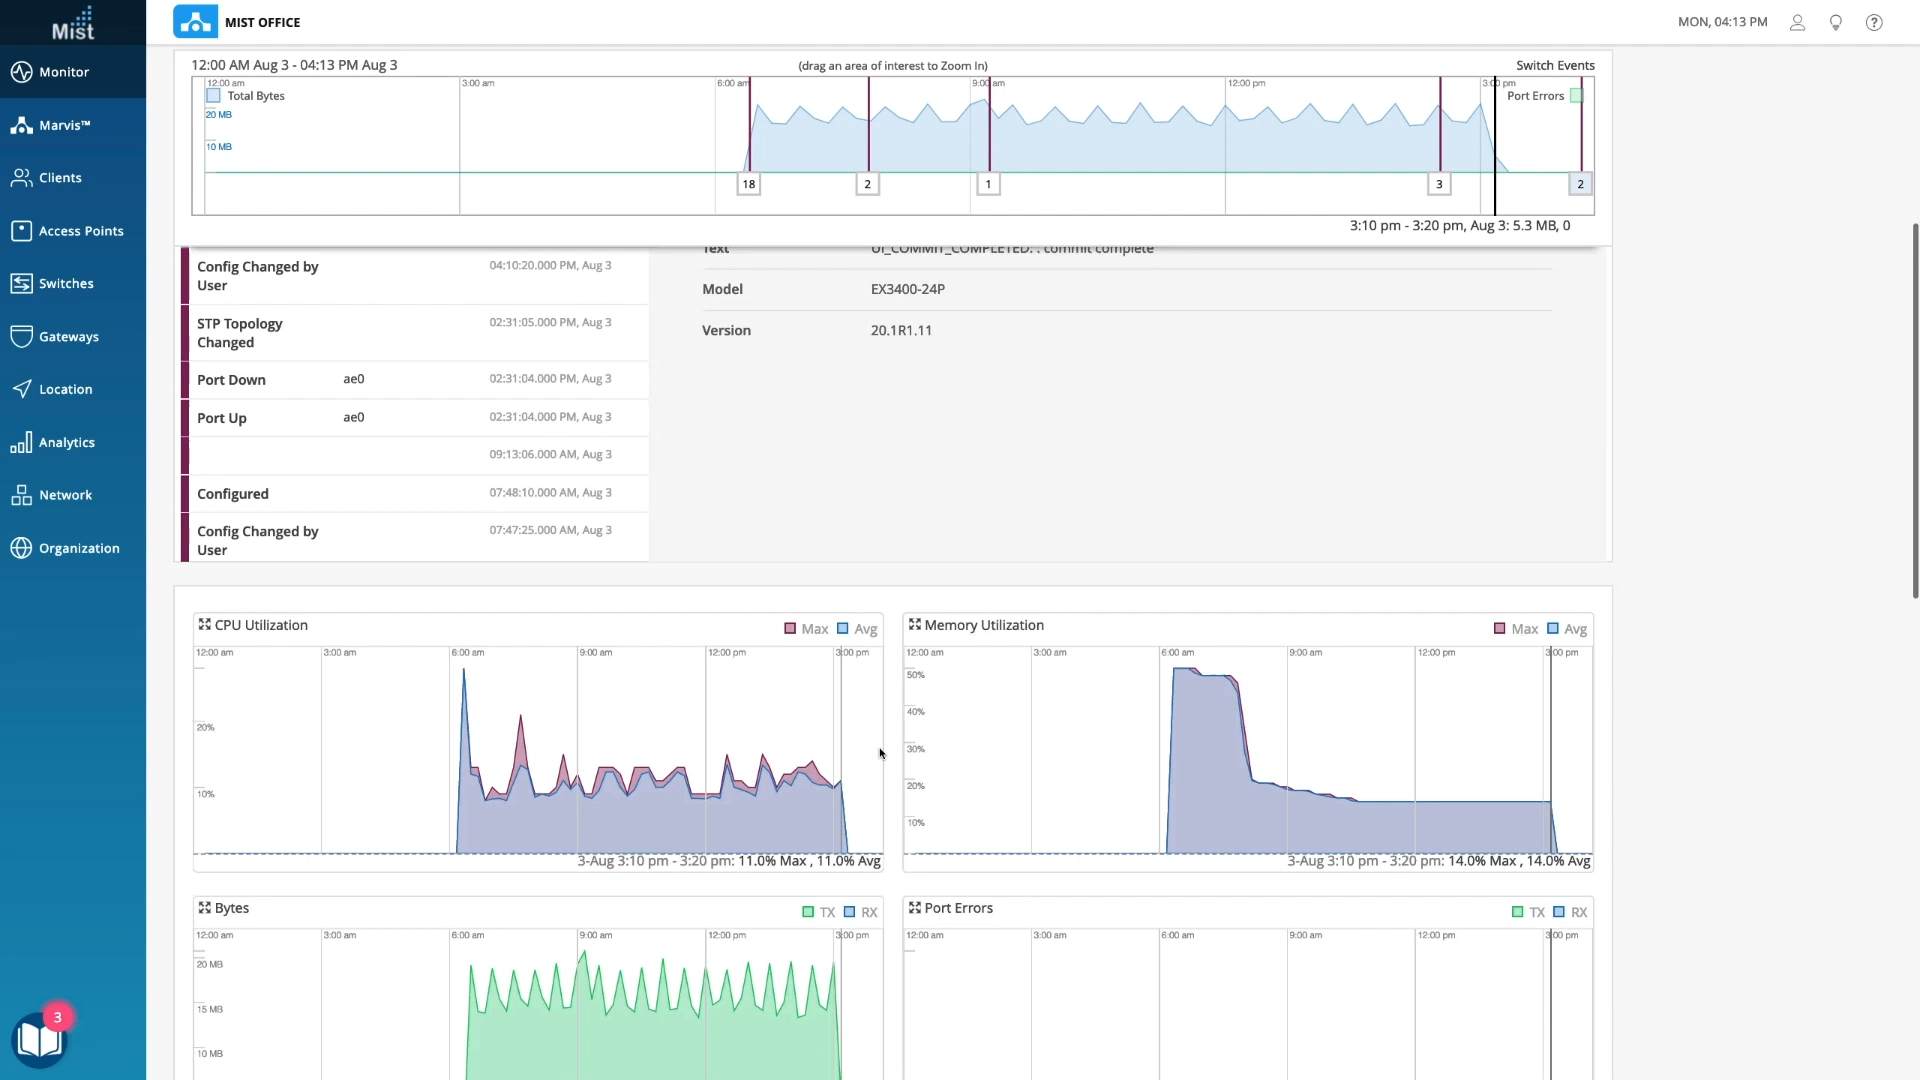 Mist
MIST OFFICE
MON, 04:13 PM
Monitor
Marvis™
Clients
Access Points
Switches
Gateways
Location
Analytics
Network
Organization
3
12:00 AM Aug 3 - 04:13 PM Aug 3
(drag an area of interest to Zoom In)
Switch Events
12:00 am
3:00 am
6:00 am
9:00 am
12:00 pm
3:00 pm
Total Bytes
Port Errors
20 MB
10 MB
18
2
1
3
2
3:10 pm - 3:20 pm, Aug 3: 5.3 MB, 0
Config Changed by
User
04:10:20.000 PM, Aug 3
STP Topology
Changed
02:31:05.000 PM, Aug 3
Port Down
ae0
02:31:04.000 PM, Aug 3
Port Up
ae0
02:31:04.000 PM, Aug 3
09:13:06.000 AM, Aug 3
Configured
07:48:10.000 AM, Aug 3
Config Changed by
User
07:47:25.000 AM, Aug 3
Text
UI_COMMIT_COMPLETED: : commit complete
Model
EX3400-24P
Version
20.1R1.11
CPU Utilization
Max
Avg
12:00 am
3:00 am
6:00 am
9:00 am
12:00 pm
3:00 pm
20%
10%
3-Aug 3:10 pm - 3:20 pm: 11.0% Max , 11.0% Avg
Memory Utilization
Max
Avg
12:00 am
3:00 am
6:00 am
9:00 am
12:00 pm
3:00 pm
50%
40%
30%
20%
10%
3-Aug 3:10 pm - 3:20 pm: 14.0% Max , 14.0% Avg
Bytes
TX
RX
12:00 am
3:00 am
6:00 am
9:00 am
12:00 pm
3:00 pm
20 MB
15 MB
10 MB
Port Errors
TX
RX
12:00 am
3:00 am
6:00 am
9:00 am
12:00 pm
3:00 pm